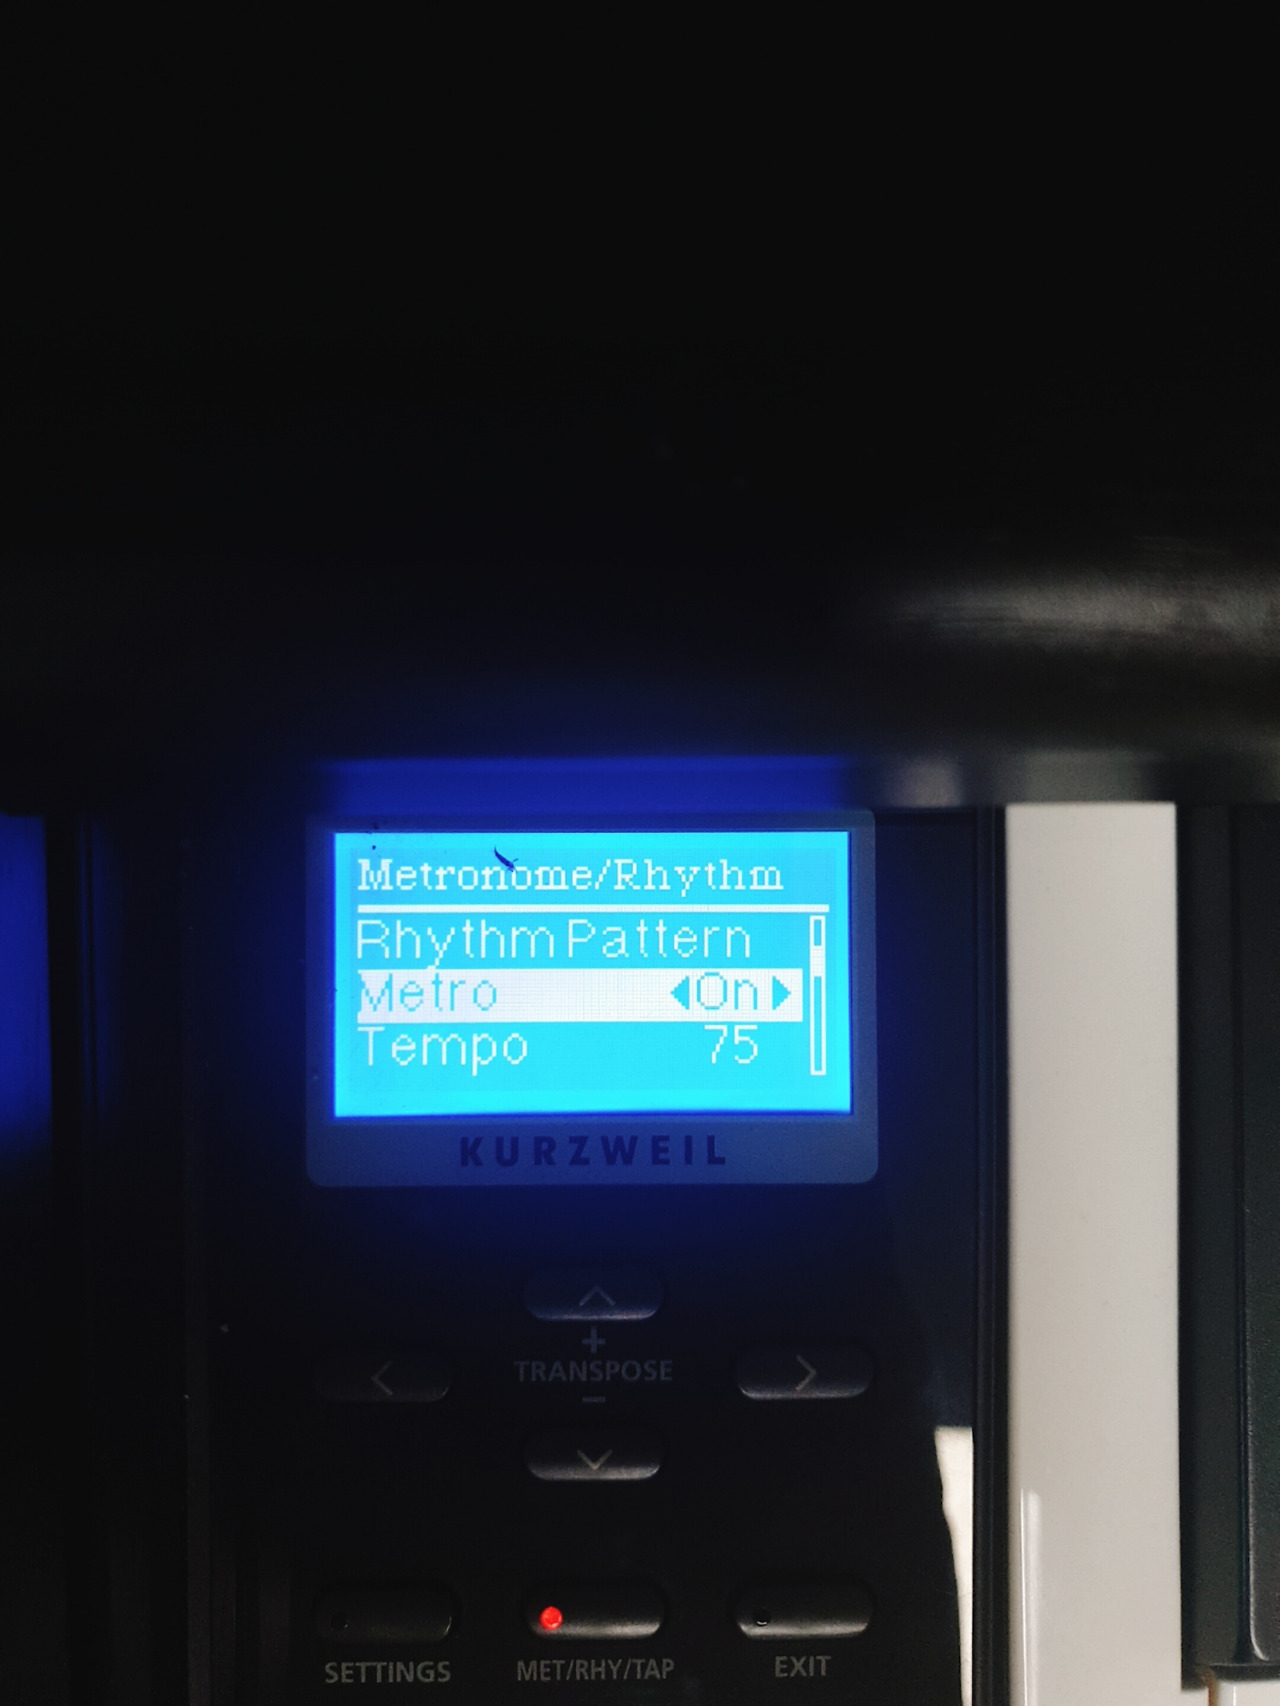 Metronome/Rhythm
Rhythm Pattern
Metro On
Tempo 75
KURZWEIL
+
TRANSPOSE
-
SETTINGS MET/RHY/TAP EXIT